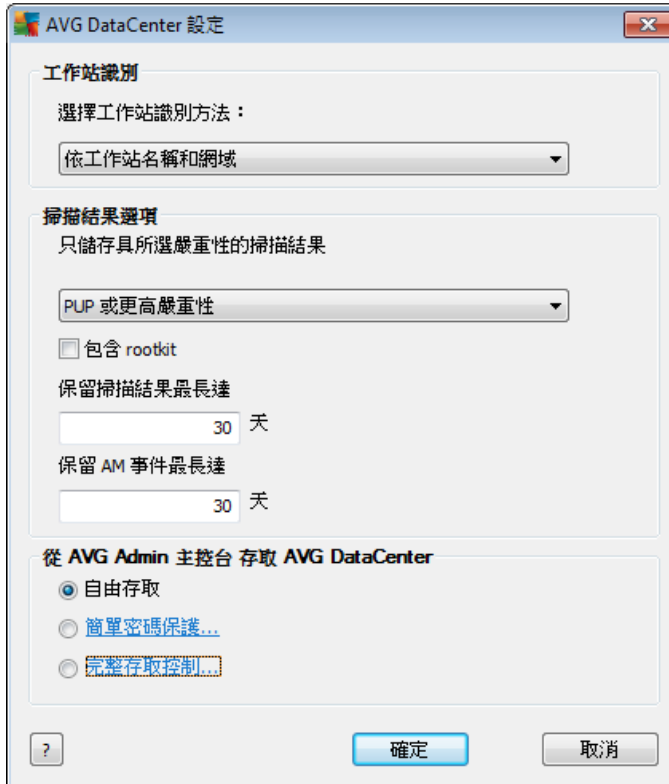 AVG DataCenter 設定
工作站識別
選擇工作站識別方法：
依工作站名稱和網域
掃描結果選項
只儲存具所選嚴重性的掃描結果
PUP 或更高嚴重性
包含 rootkit
保留掃描結果最長達
30 天
保留 AM 事件最長達
30 天
從 AVG Admin 主控台 存取 AVG DataCenter
自由存取
簡單密碼保護...
完整存取控制...
? 確定 取消